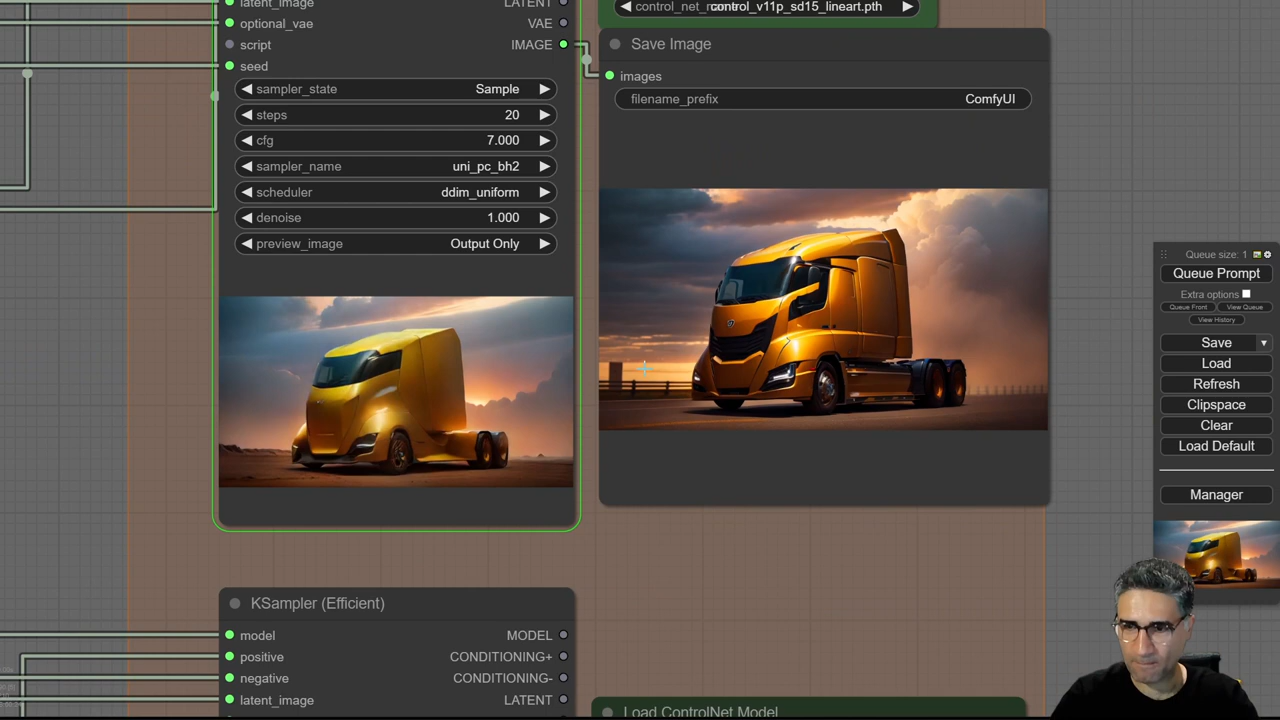 latent_image LATENT
optional_vae VAE
script IMAGE
seed
sampler_state Sample
steps 20
cfg 7.000
sampler_name uni_pc_bh2
scheduler ddim_uniform
denoise 1.000
preview_image Output Only
control_v11p_sd15_lineart.pth
Save Image
images
filename_prefix ComfyUI
Queue size: 1
Queue Prompt
Extra options
Queue Front View Queue
View History
Save
Load
Refresh
Clipspace
Clear
Load Default
Manager
KSampler (Efficient)
model MODEL
positive CONDITIONING+
negative CONDITIONING-
latent_image LATENT
Load ControlNet Model